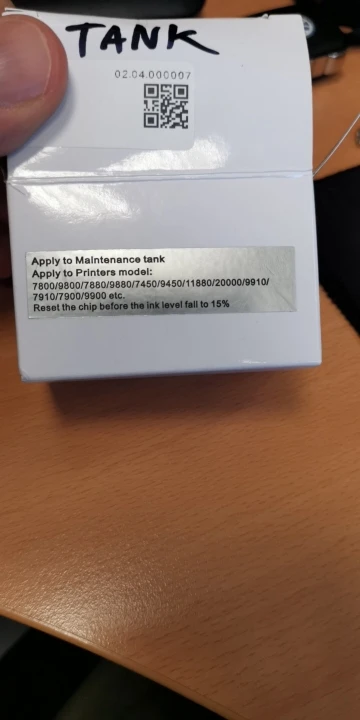 TANK
02.04.000007
Apply to Maintenance tank
Apply to Printers model:
7800/9800/7880/9880/7450/9450/11880/20000/9910/
7910/7900/9900 etc.
Reset the chip before the ink level fall to 15%